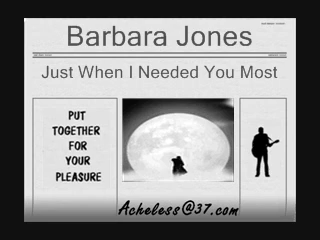 Barbara Jones
Just When I Needed You Most
PUT
TOGETHER
FOR
YOUR
PLEASURE
Acheless@37.com